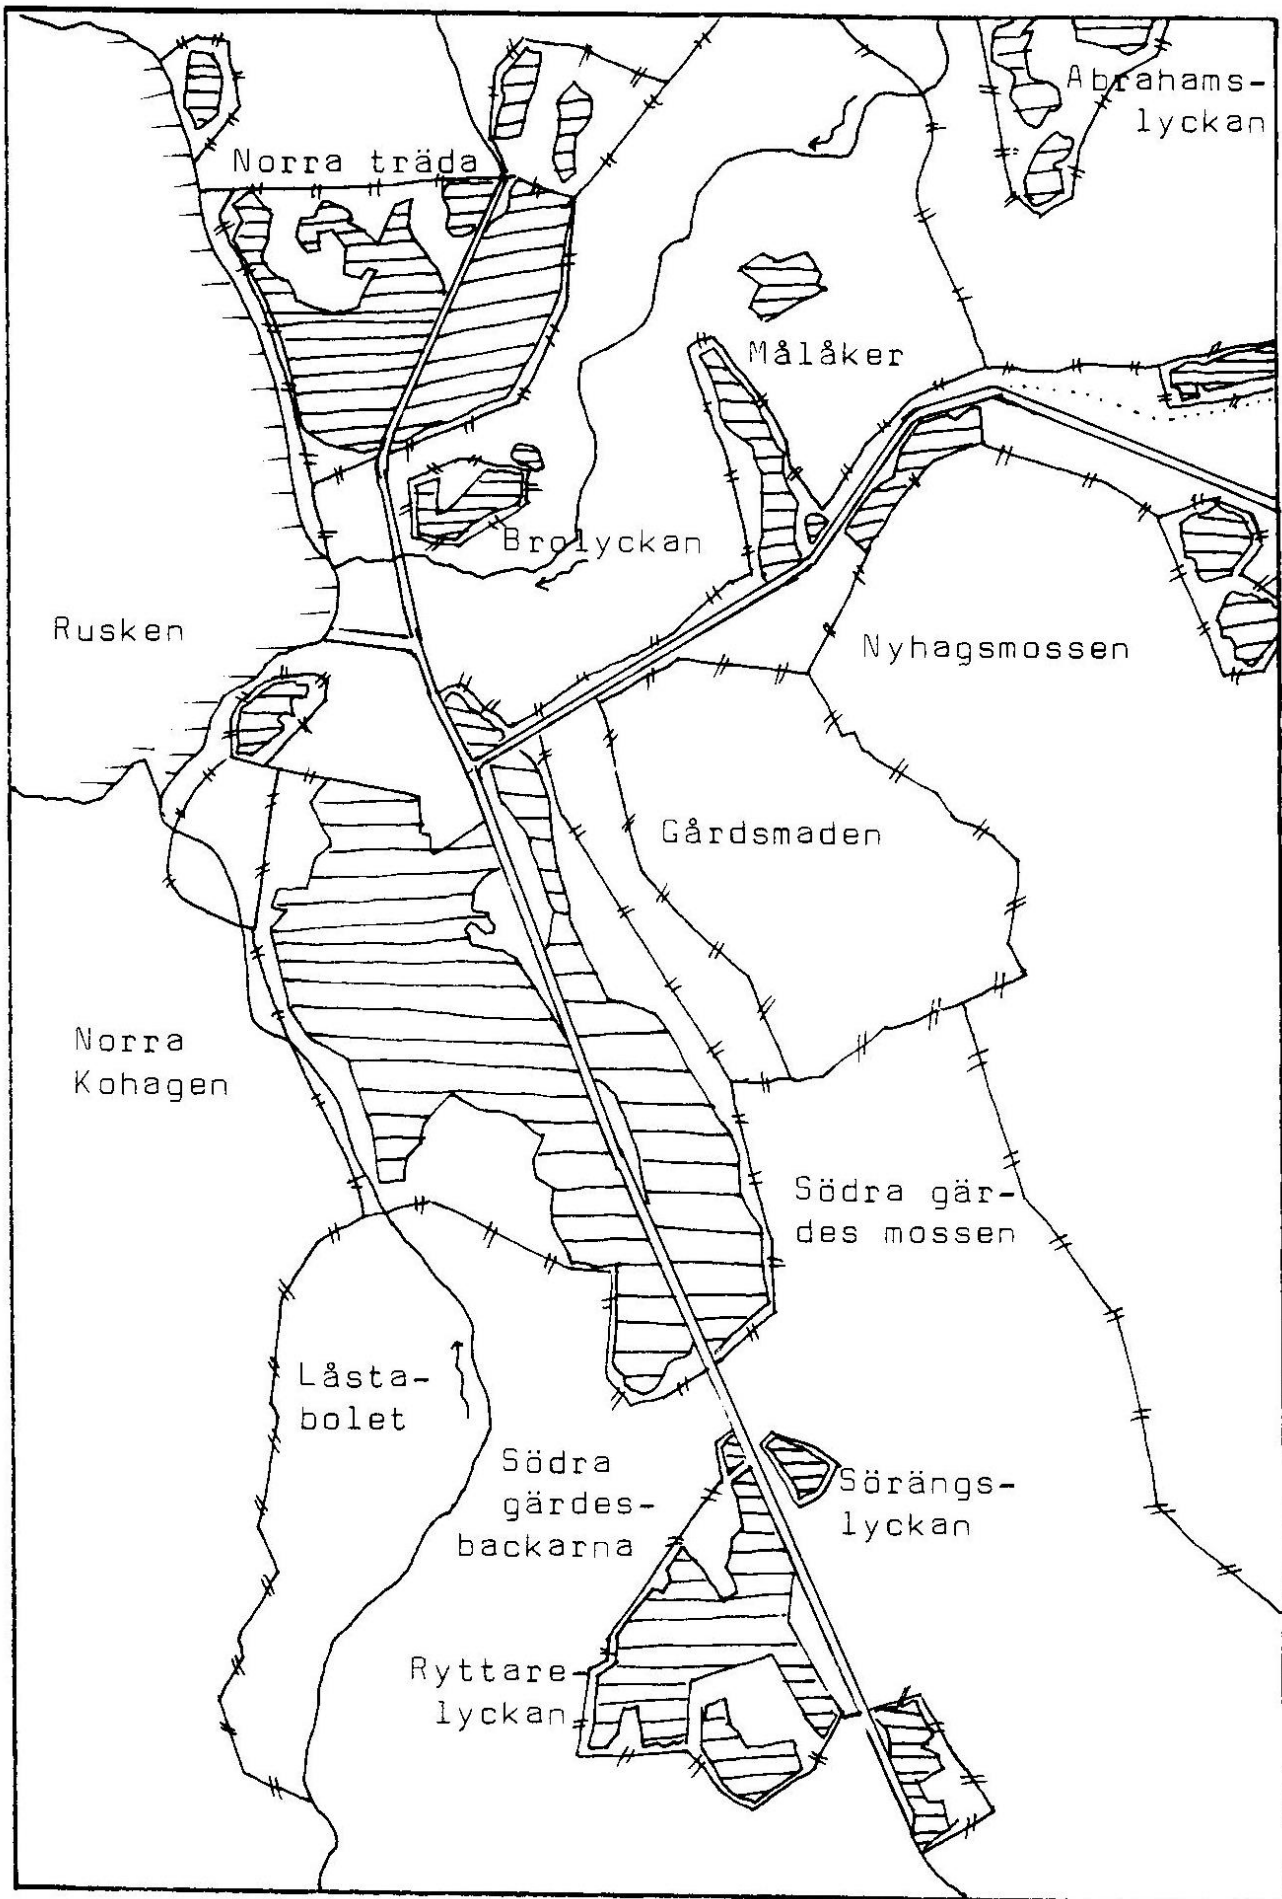 Abrahams-
lyckan
Norra träda
Målåker
Brolyckan
Rusken
Nyhagsmossen
Gårdsmaden
Norra
Kohagen
Södra gär-
des mossen
Låsta-
bolet
Södra
gärdes-
backarna
Sörängs-
lyckan
Ryttare-
lyckan